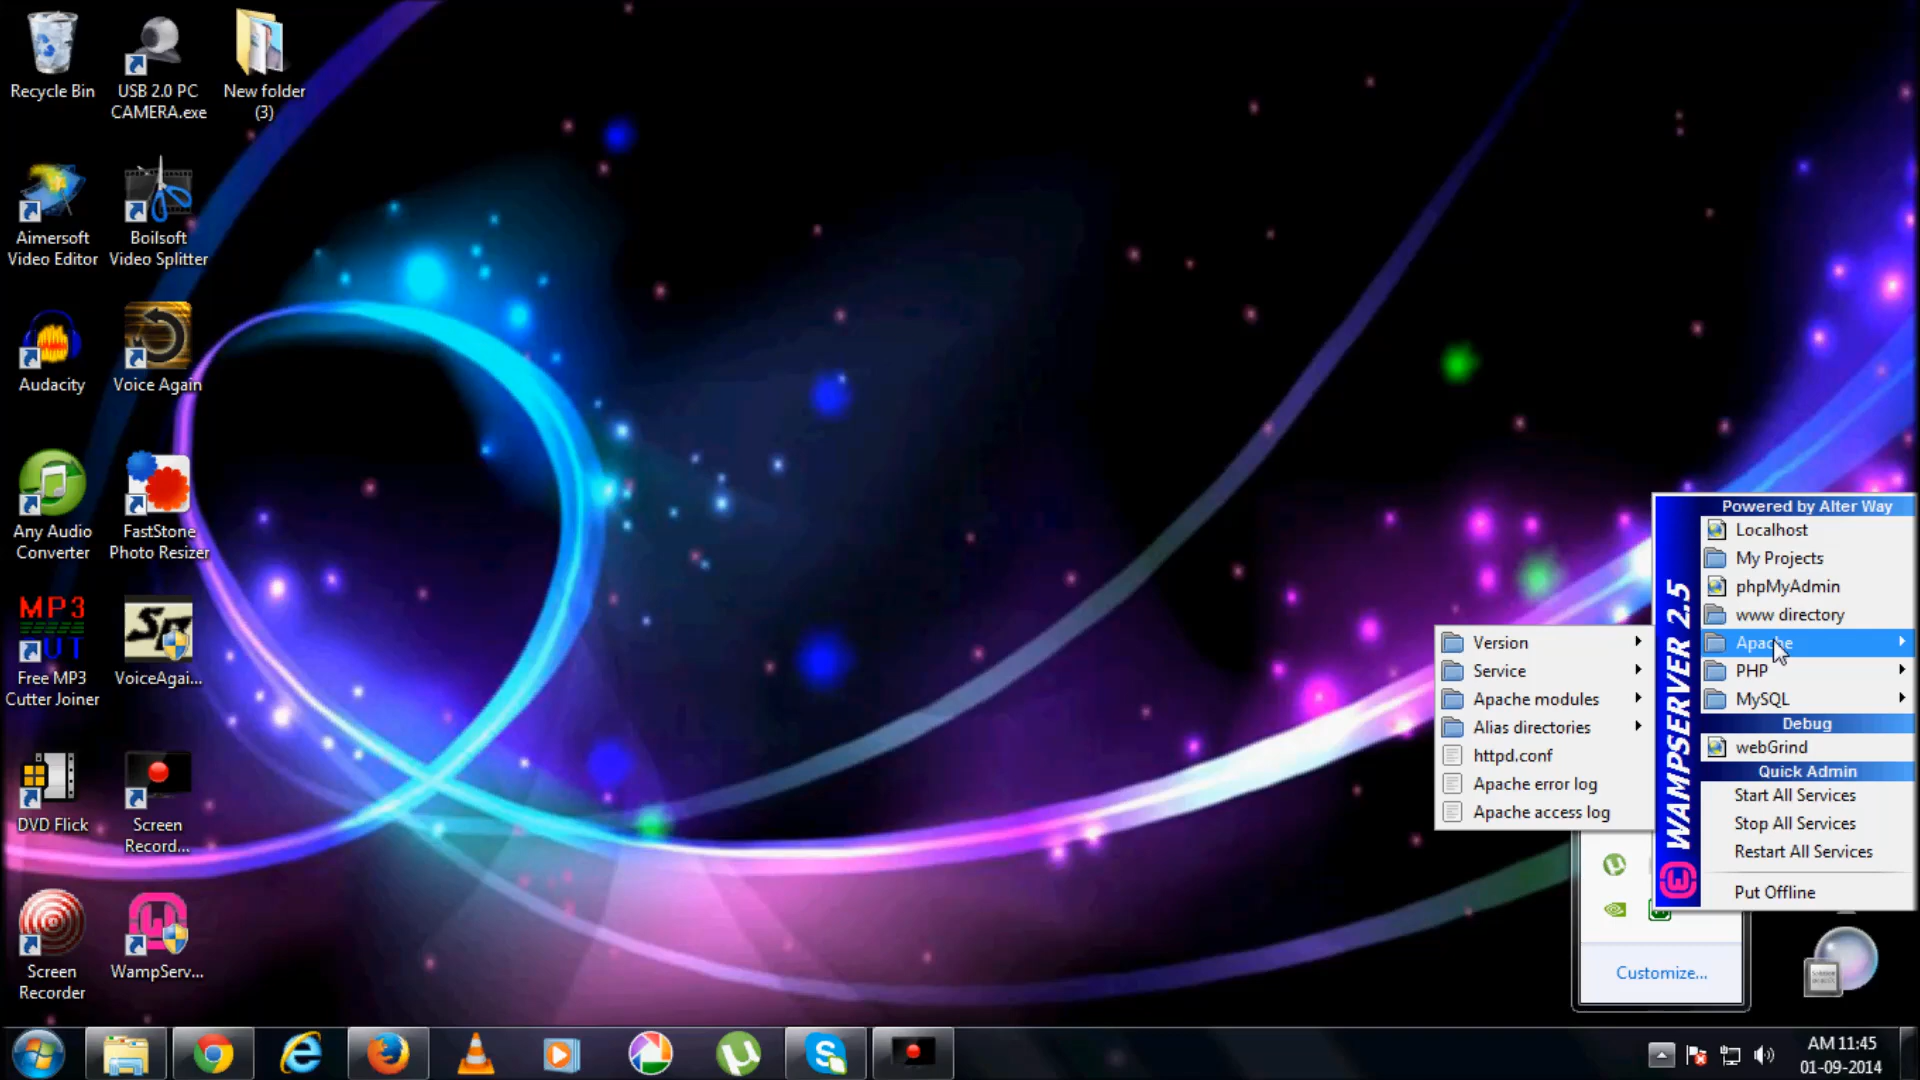 Recycle Bin
USB 2.0 PC
CAMERA.exe
New folder
(3)
Aimersoft
Video Editor
Boilsoft
Video Splitter
Audacity
Voice Again
Any Audio
Converter
FastStone
Photo Resizer
MP3
UT
Free MP3
Cutter Joiner
VoiceAgai...
DVD Flick
Screen
Record...
Screen
Recorder
WampServ...
Version
Service
Apache modules
Alias directories
httpd.conf
Apache error log
Apache access log
WAMPSERVER 2.5
Powered by Alter Way
Localhost
My Projects
phpMyAdmin
www directory
Apache
PHP
MySQL
Debug
webGrind
Quick Admin
Start All Services
Stop All Services
Restart All Services
Put Offline
Customize...
AM 11:45
01-09-2014